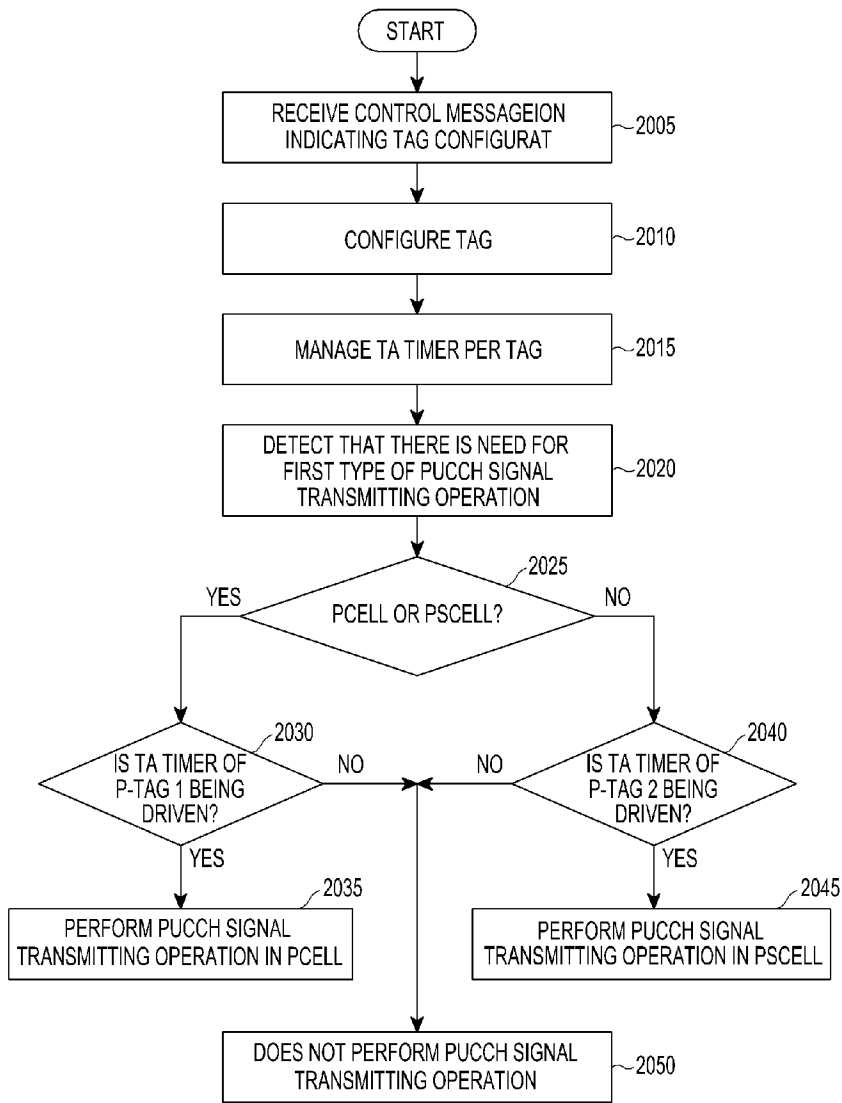 START
RECEIVE CONTROL MESSAGEION
INDICATING TAG CONFIGURAT
2005
CONFIGURE TAG
2010
MANAGE TA TIMER PER TAG
2015
DETECT THAT THERE IS NEED FOR
FIRST TYPE OF PUCCH SIGNAL
TRANSMITTING OPERATION
2020
2025
YES
PCELL OR PSCELL?
NO
2030
IS TA TIMER OF
P-TAG 1 BEING
DRIVEN?
NO
YES
2040
NO
IS TA TIMER OF
P-TAG 2 BEING
DRIVEN?
YES
2035
PERFORM PUCCH SIGNAL
TRANSMITTING OPERATION IN PCELL
2045
PERFORM PUCCH SIGNAL
TRANSMITTING OPERATION IN PSCELL
DOES NOT PERFORM PUCCH SIGNAL
TRANSMITTING OPERATION
2050